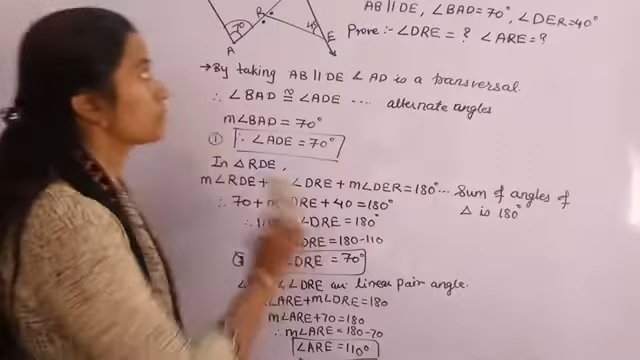 R
70°
40°
A
E
AB ∥ DE, ∠BAD = 70°, ∠DER = 40°
Prove :- ∠DRE = ? ∠ARE = ?
→ By taking AB ∥ DE ∠ AD is a transversal.
∴ ∠BAD ≅ ∠ADE .... alternate angles
m∠BAD = 70°
① ∴ ∠ADE = 70°
In △ RDE,
m∠RDE + ∠DRE + m∠DER = 180° ... Sum of angles of
△ is 180°
∴ 70 + DRE + 40 = 180°
∴ ∠DRE = 180°
DRE = 180 - 110
∠DRE = 70°
∠DRE are linear pair angle.
∠ARE + m∠DRE = 180
m∠ARE + 70 = 180
∴ m∠ARE = 180 - 70
∠ARE = 110°